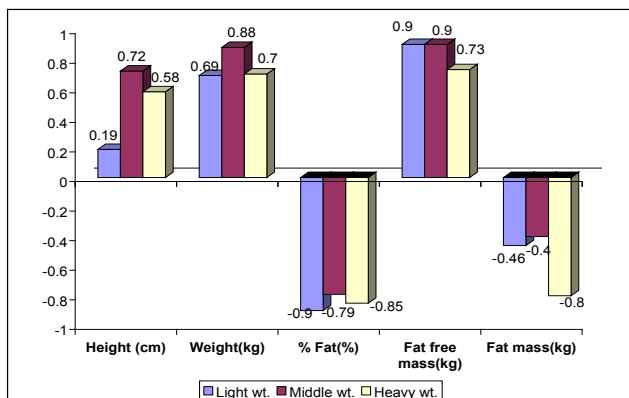 1
0.8
0.6
0.4
0.2
0
-0.2
-0.4
-0.6
-0.8
-1
0.19
0.72
0.58
0.69
0.88
0.7
-0.9
-0.79
-0.85
0.9
0.9
0.73
-0.46
-0.4
-0.8
Height (cm)
Weight(kg)
% Fat(%)
Fat free
mass(kg)
Fat mass(kg)
Light wt.
Middle wt.
Heavy wt.